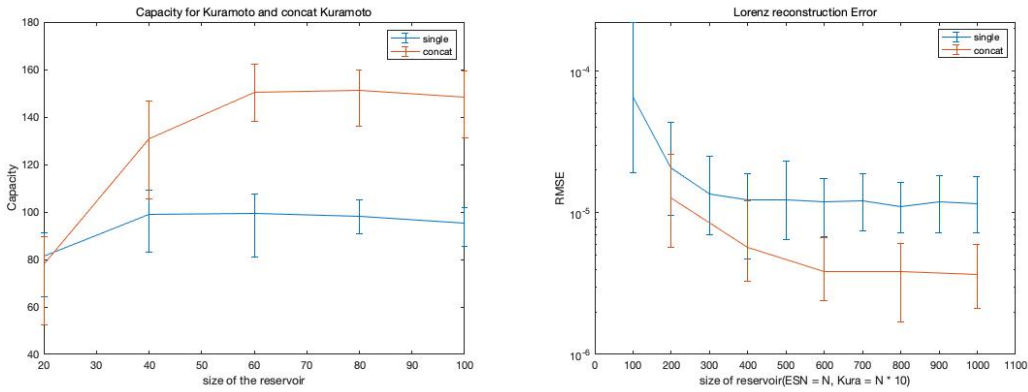 Capacity for Kuramoto and concat Kuramoto
180
160
140
120
100
80
60
40
Capacity
20 30 40 50 60 70 80 90 100
size of the reservoir
single
concat
Lorenz reconstruction Error
10^-4
10^-5
10^-6
RMSE
0 100 200 300 400 500 600 700 800 900 1000 1100
size of reservoir(ESN = N, Kura = N * 10)
single
concat